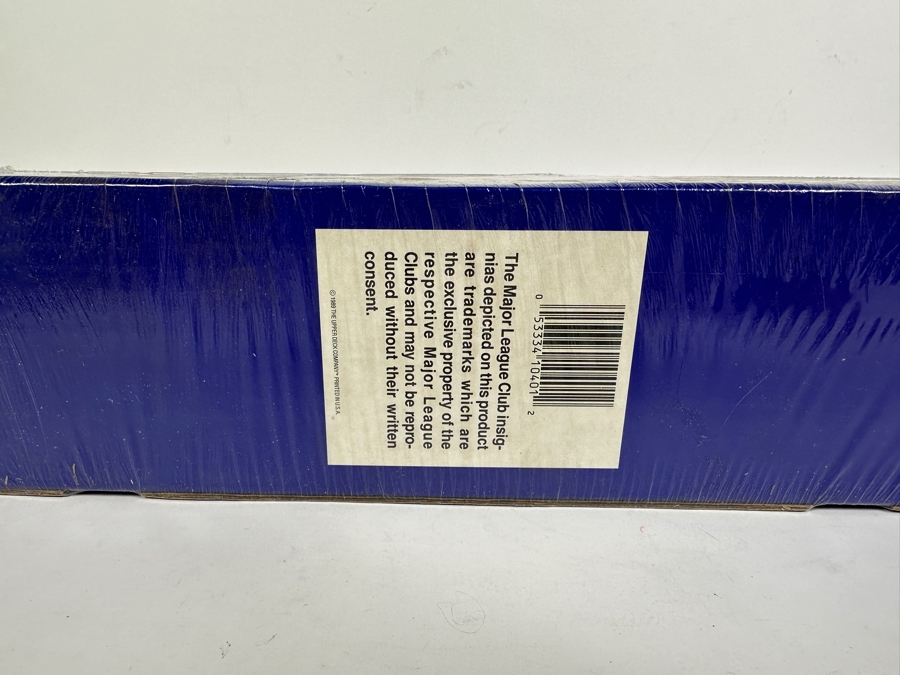 0 53334 10401 2
The Major League Club insig-
nias depicted on this product
are trademarks which are
the exclusive property of the
respective Major League
Clubs and may not be repro-
duced without their written
consent.
© 1989 THE UPPER DECK COMPANY™ PRINTED IN U.S.A.